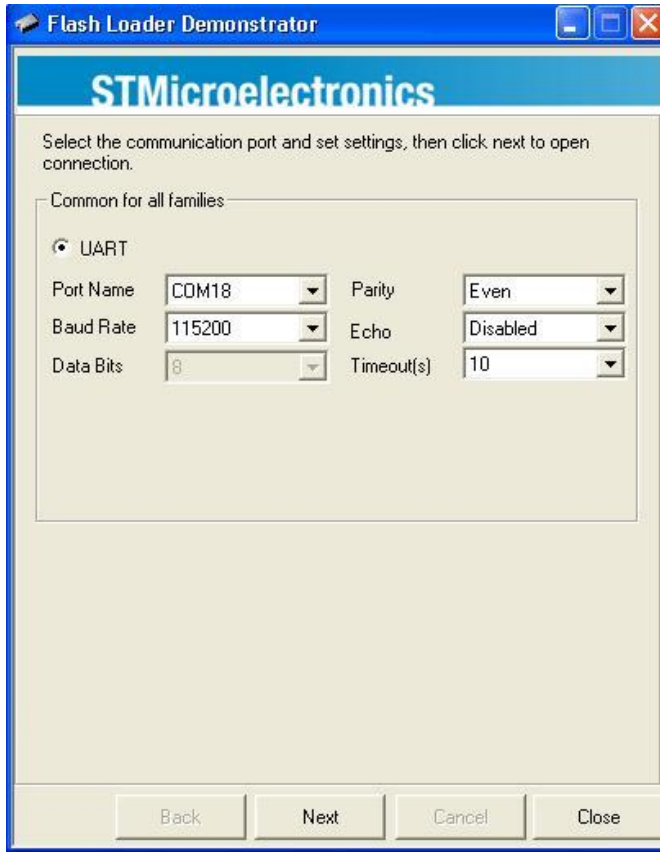 Flash Loader Demonstrator
STMicroelectronics
Select the communication port and set settings, then click next to open
connection.
Common for all families
UART
Port Name COM18 Parity Even
Baud Rate 115200 Echo Disabled
Data Bits 8 Timeout(s) 10
Back Next Cancel Close